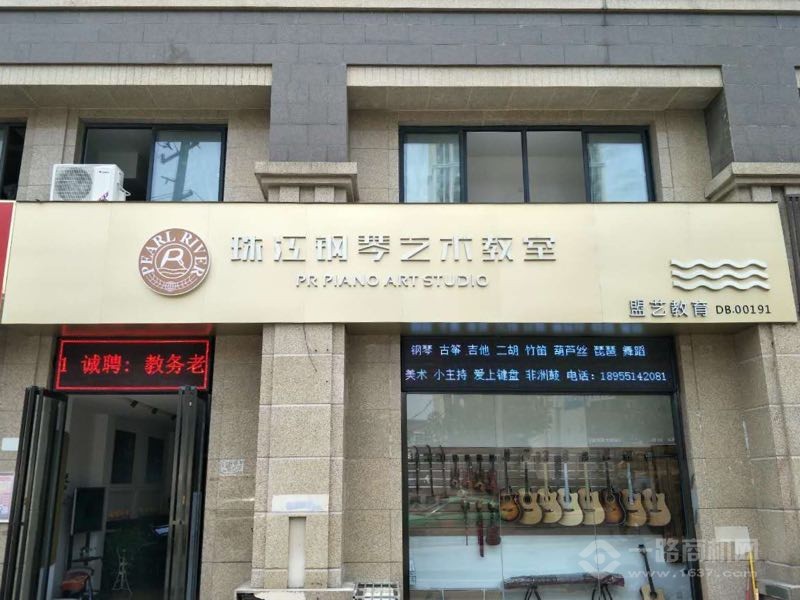 PEARL RIVER
珠江钢琴艺术教室
PR PIANO ART STUDIO
盟艺教育 DB.00191
1 诚聘：教务老
钢琴 古筝 吉他 二胡 竹笛 葫芦丝 琵琶 舞蹈
美术 小主持 爱上键盘 非洲鼓 电话：18955142081
一路商机网
www.1637.com